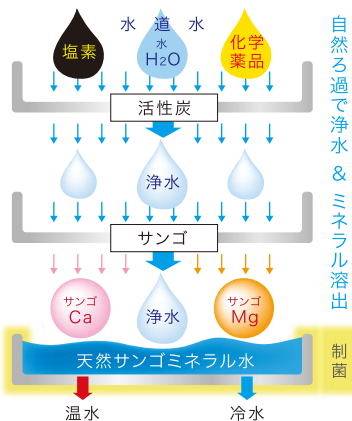 水道水
塩素
水
H2O
化学
薬品
活性炭
浄水
サンゴ
サンゴ
Ca
浄水
サンゴ
Mg
天然サンゴミネラル水
温水
冷水
自然ろ過で浄水 & ミネラル溶出
制菌